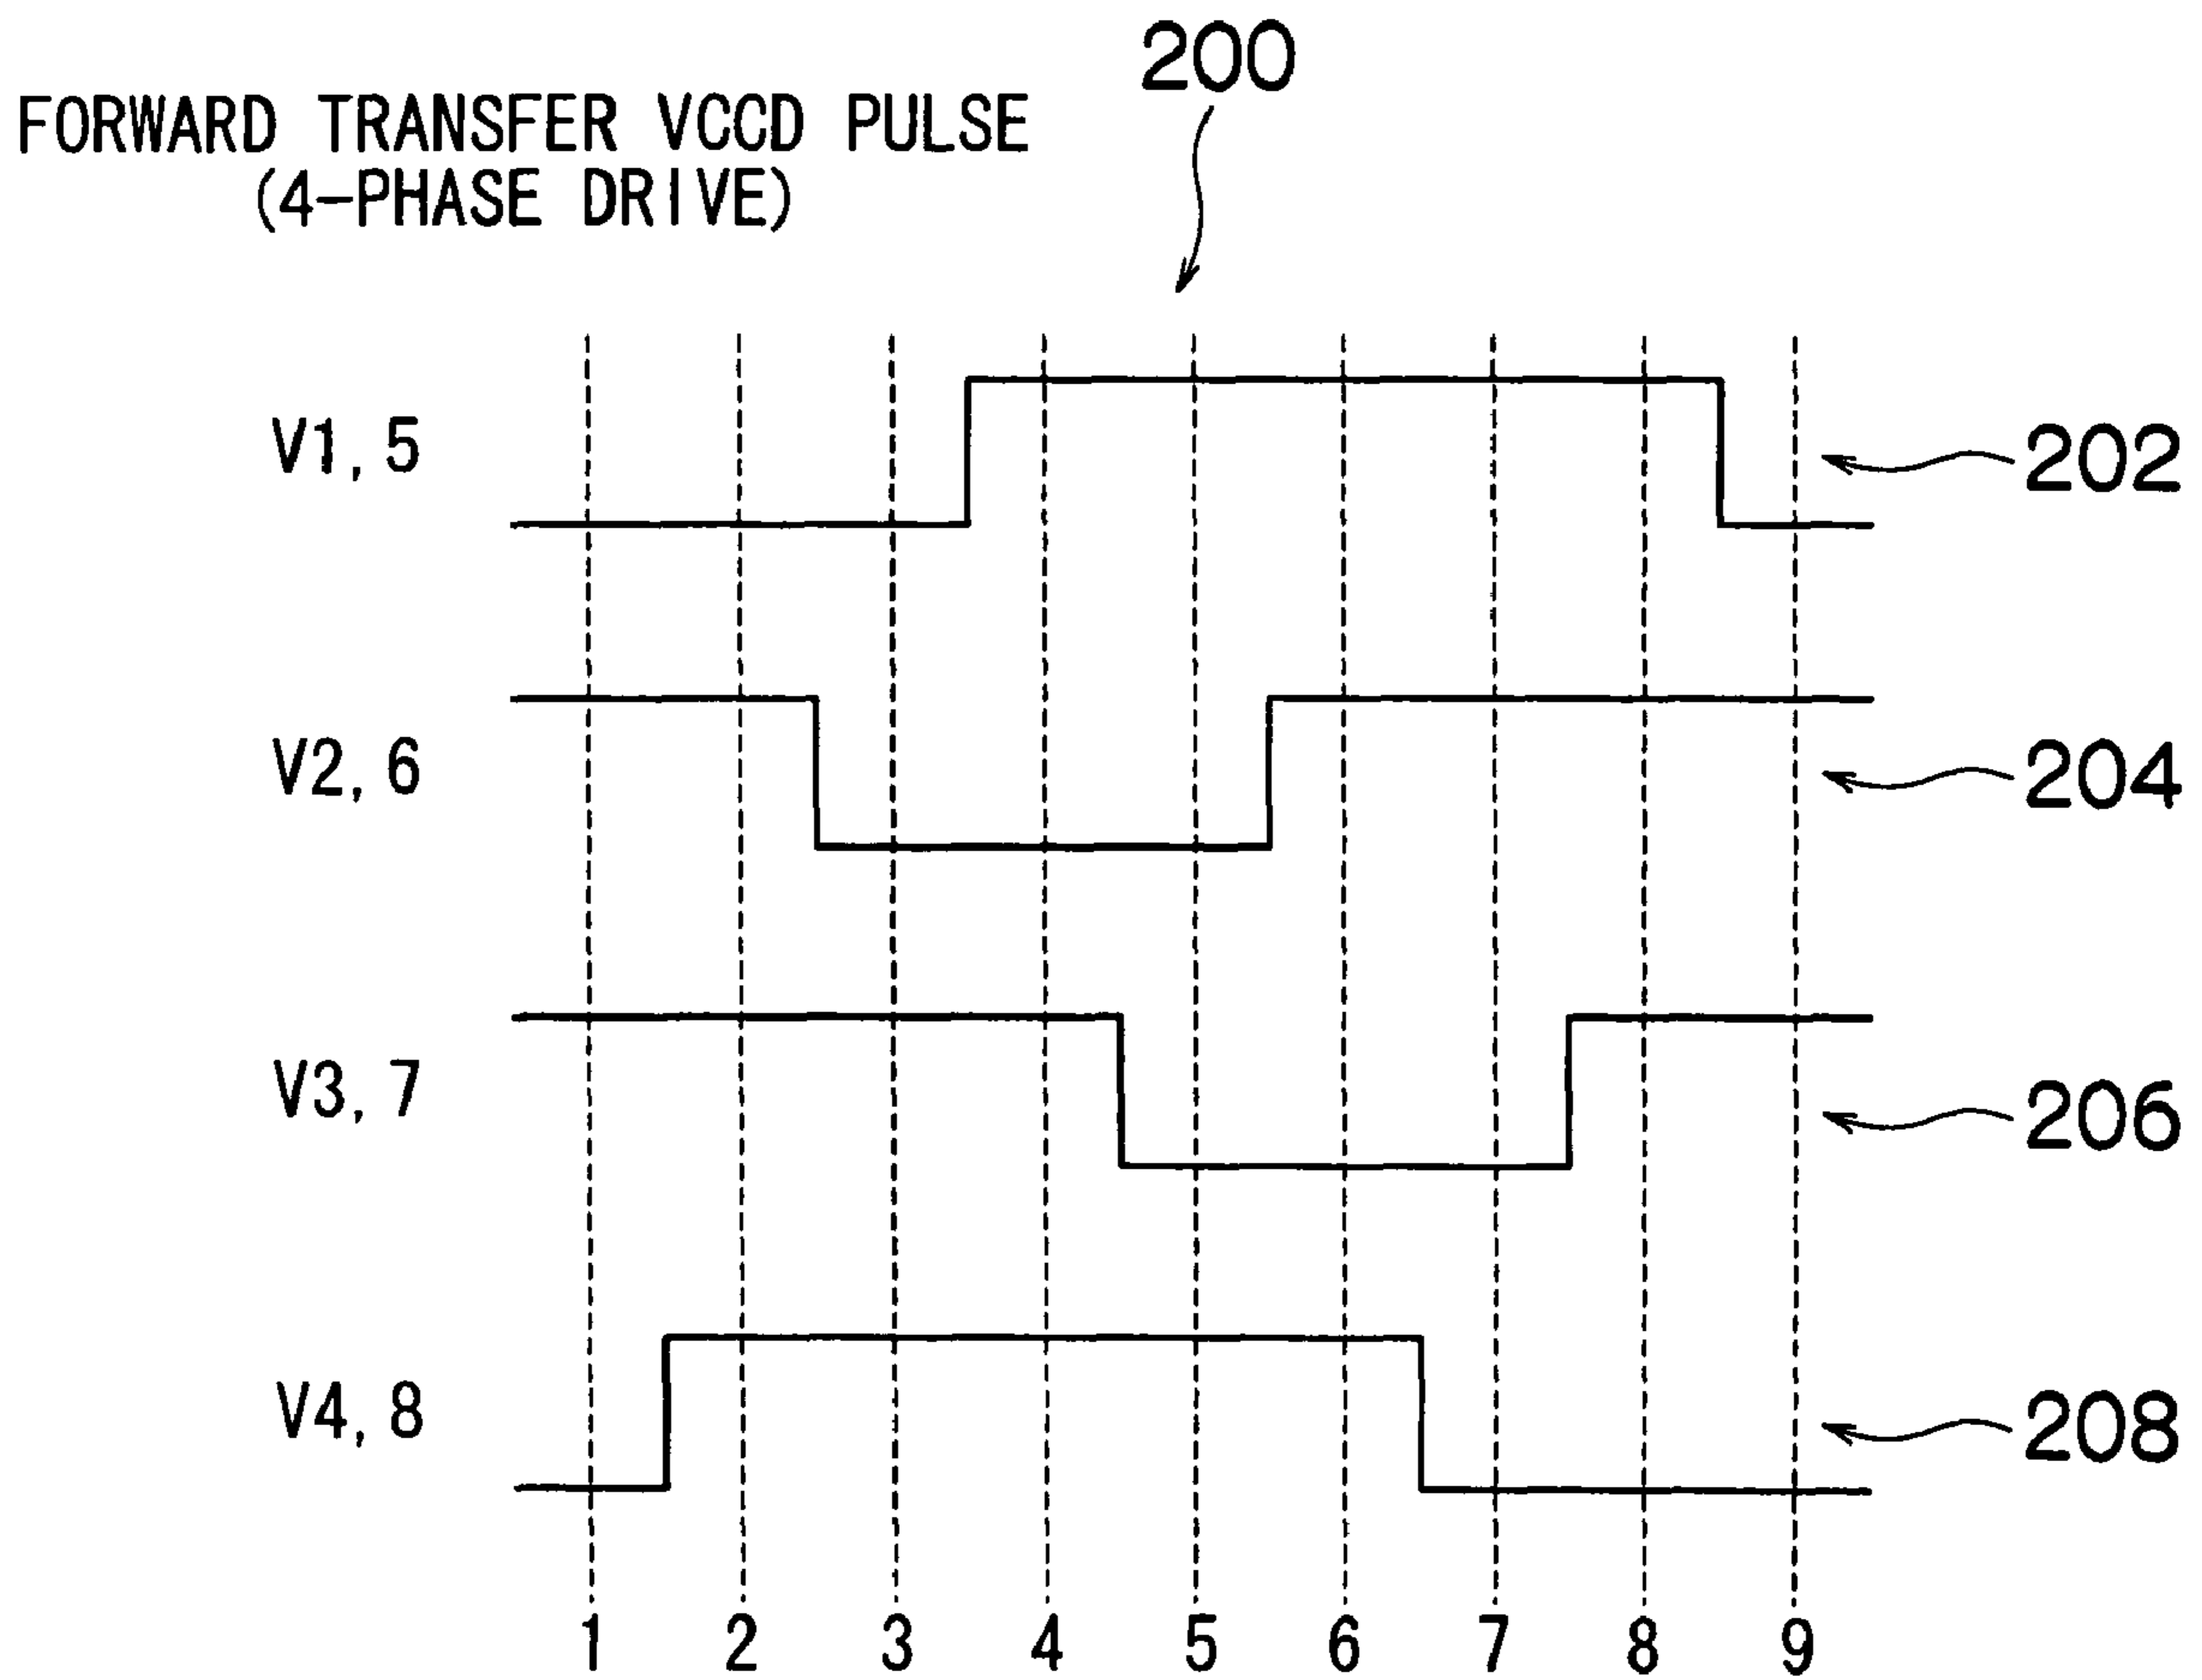 200
FORWARD TRANSFER VCCD PULSE
(4-PHASE DRIVE)
V1, 5
202
V2, 6
204
V3, 7
206
V4, 8
208
1 2 3 4 5 6 7 8 9